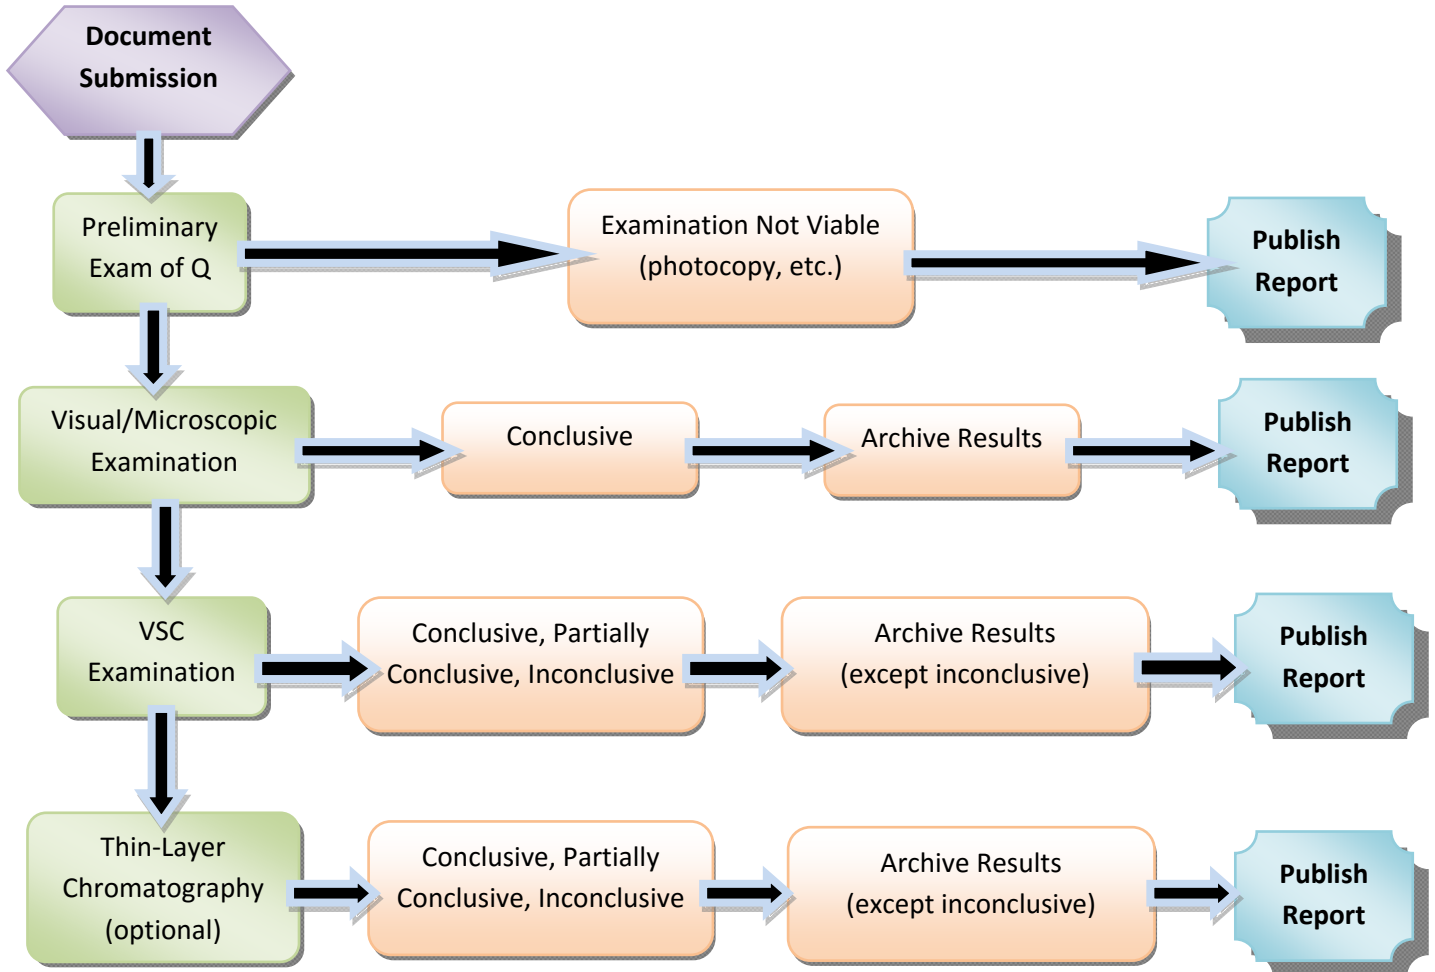 Document
Submission
Preliminary
Exam of Q
Examination Not Viable
(photocopy, etc.)
Publish
Report
Visual/Microscopic
Examination
Conclusive
Archive Results
Publish
Report
VSC
Examination
Conclusive, Partially
Conclusive, Inconclusive
Archive Results
(except inconclusive)
Publish
Report
Thin-Layer
Chromatography
(optional)
Conclusive, Partially
Conclusive, Inconclusive
Archive Results
(except inconclusive)
Publish
Report